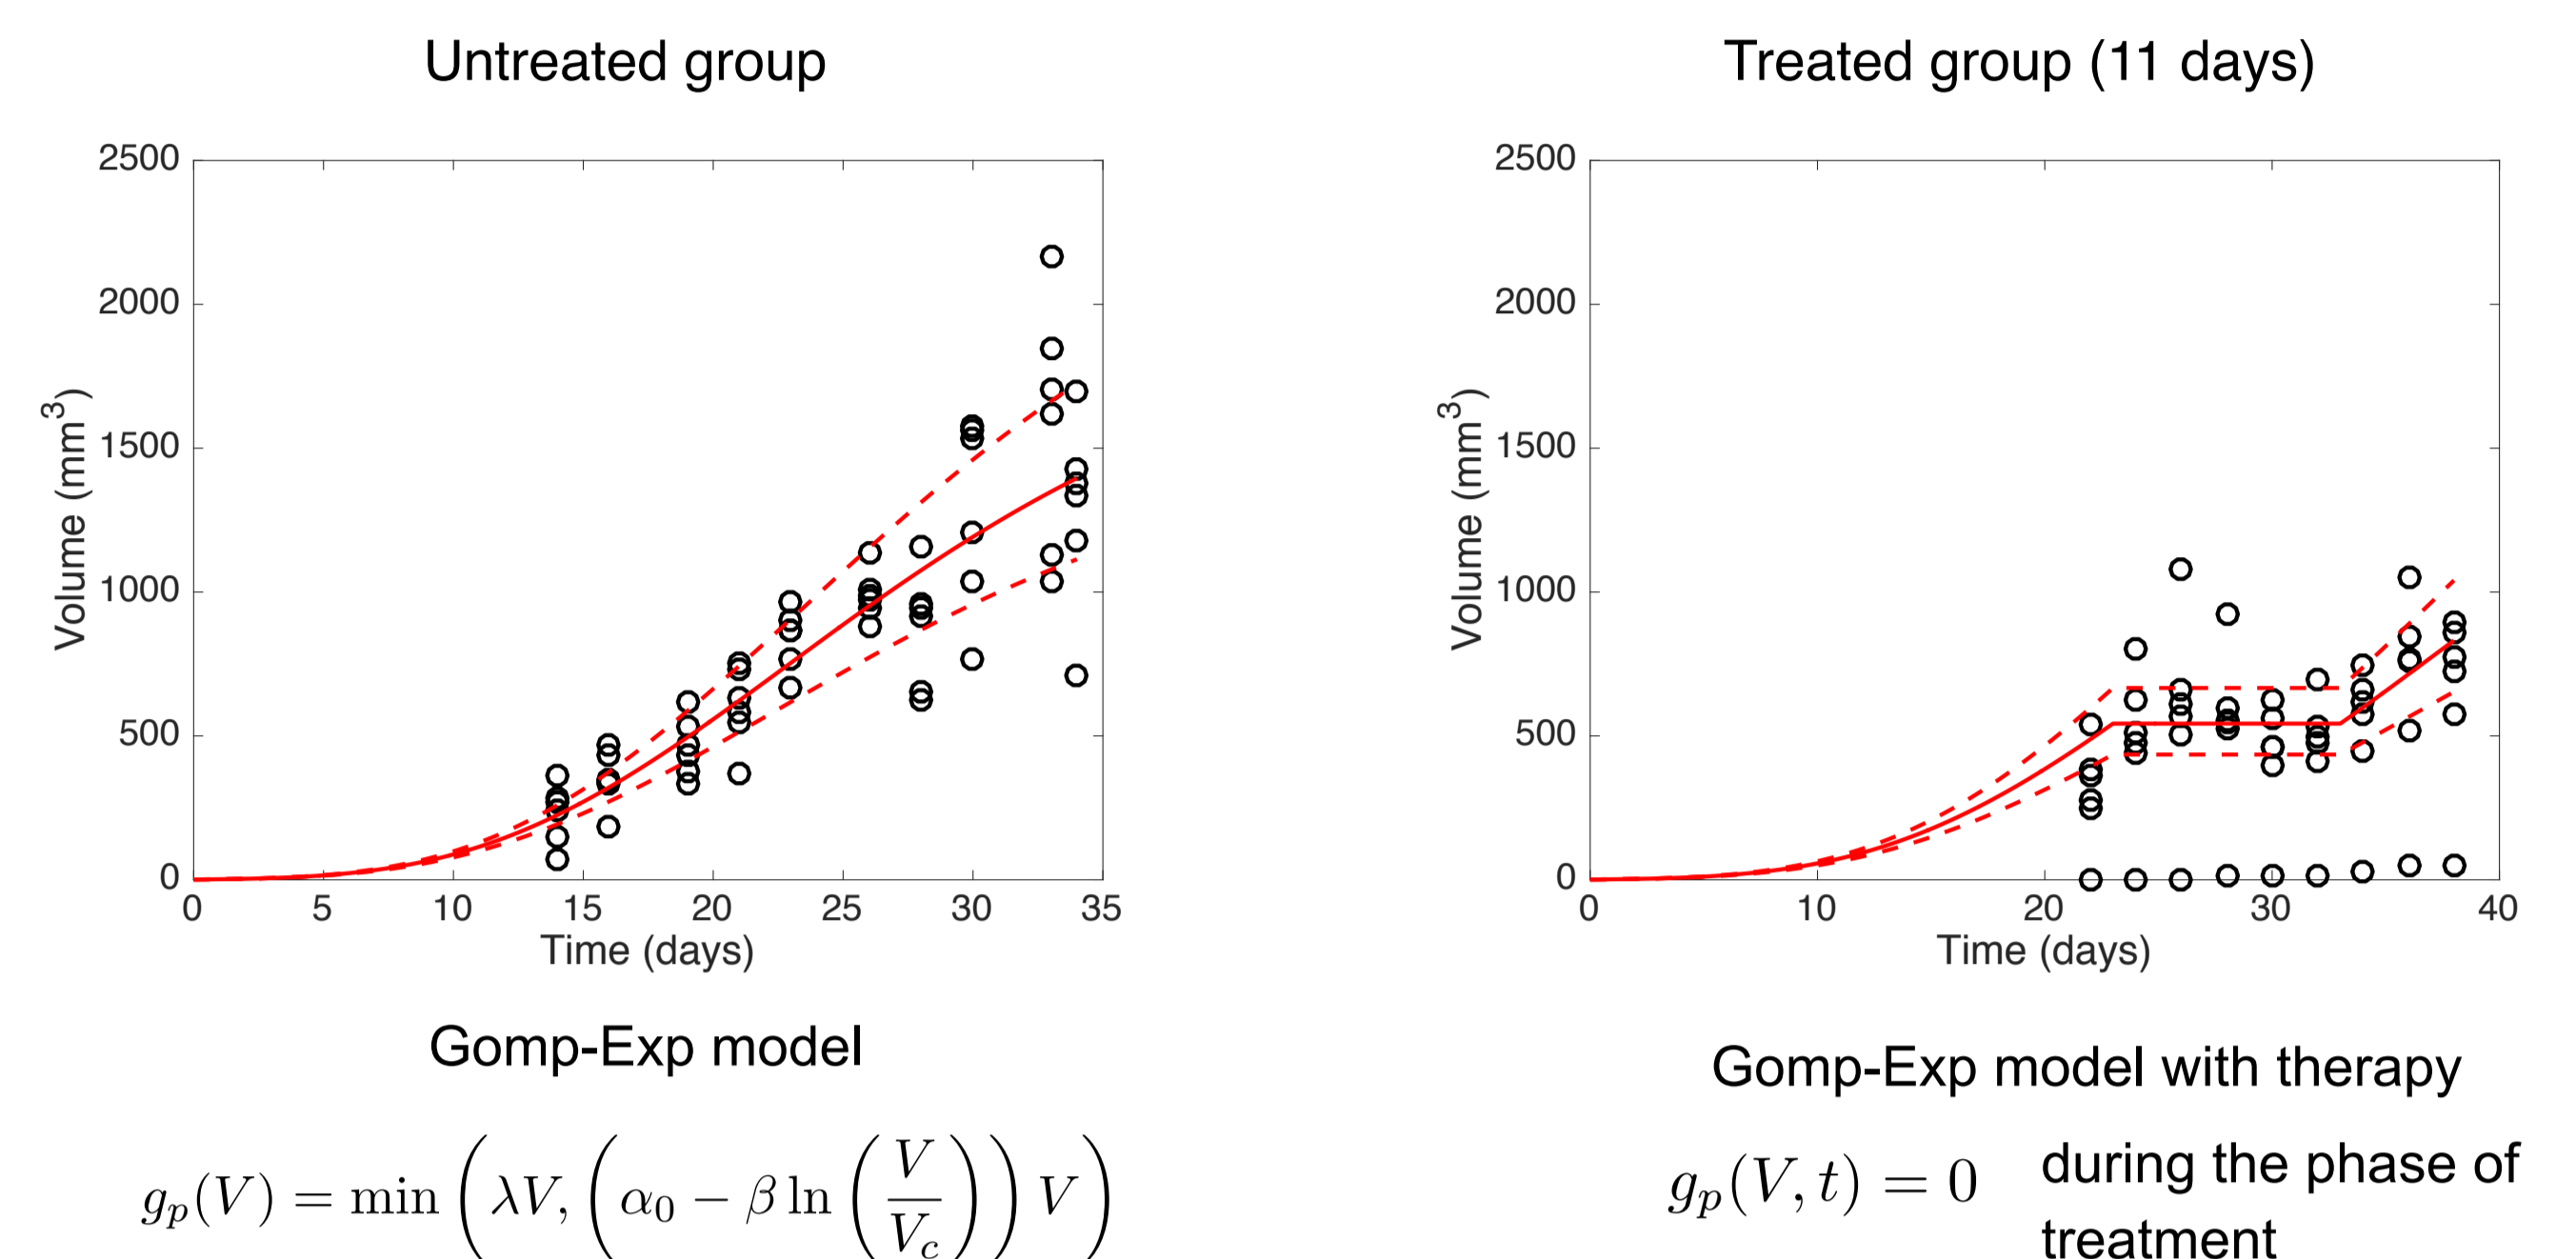 Untreated group
2500
2000
1500
1000
500
0
Volume (mm³)
0 5 10 15 20 25 30 35
Time (days)
Gomp-Exp model
g_p(V) = min(λV, (α₀ − β ln(V/V_c)) V)
Treated group (11 days)
2500
2000
1500
1000
500
0
Volume (mm³)
0 10 20 30 40
Time (days)
Gomp-Exp model with therapy
g_p(V, t) = 0
during the phase of
treatment